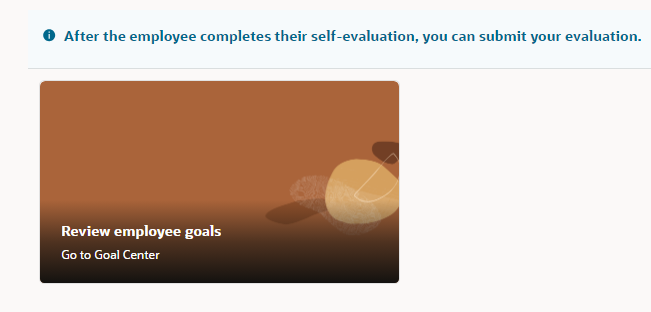 After the employee completes their self-evaluation, you can submit your evaluation.
Review employee goals
Go to Goal Center